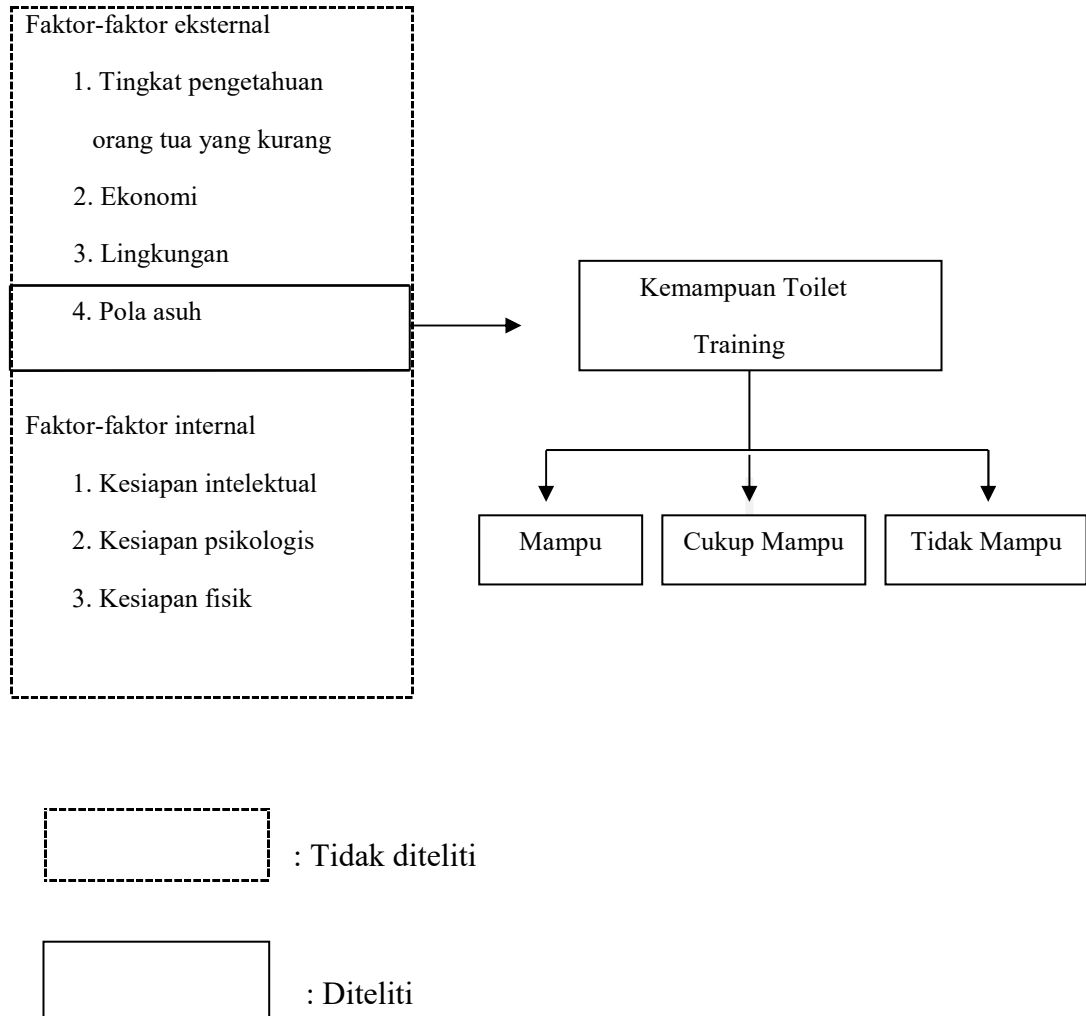 Faktor-faktor eksternal
1. Tingkat pengetahuan
orang tua yang kurang
2. Ekonomi
3. Lingkungan
4. Pola asuh
Faktor-faktor internal
1. Kesiapan intelektual
2. Kesiapan psikologis
3. Kesiapan fisik
Kemampuan Toilet
Training
Mampu
Cukup Mampu
Tidak Mampu
: Tidak diteliti
: Diteliti